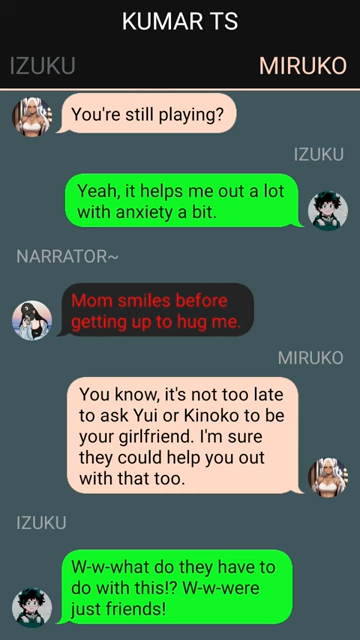 KUMAR TS
IZUKU
MIRUKO
You're still playing?
IZUKU
Yeah, it helps me out a lot
with anxiety a bit.
NARRATOR~
Mom smiles before
getting up to hug me.
MIRUKO
You know, it's not too late
to ask Yui or Kinoko to be
your girlfriend. I'm sure
they could help you out
with that too.
IZUKU
W-w-what do they have to
do with this!? W-w-were
just friends!